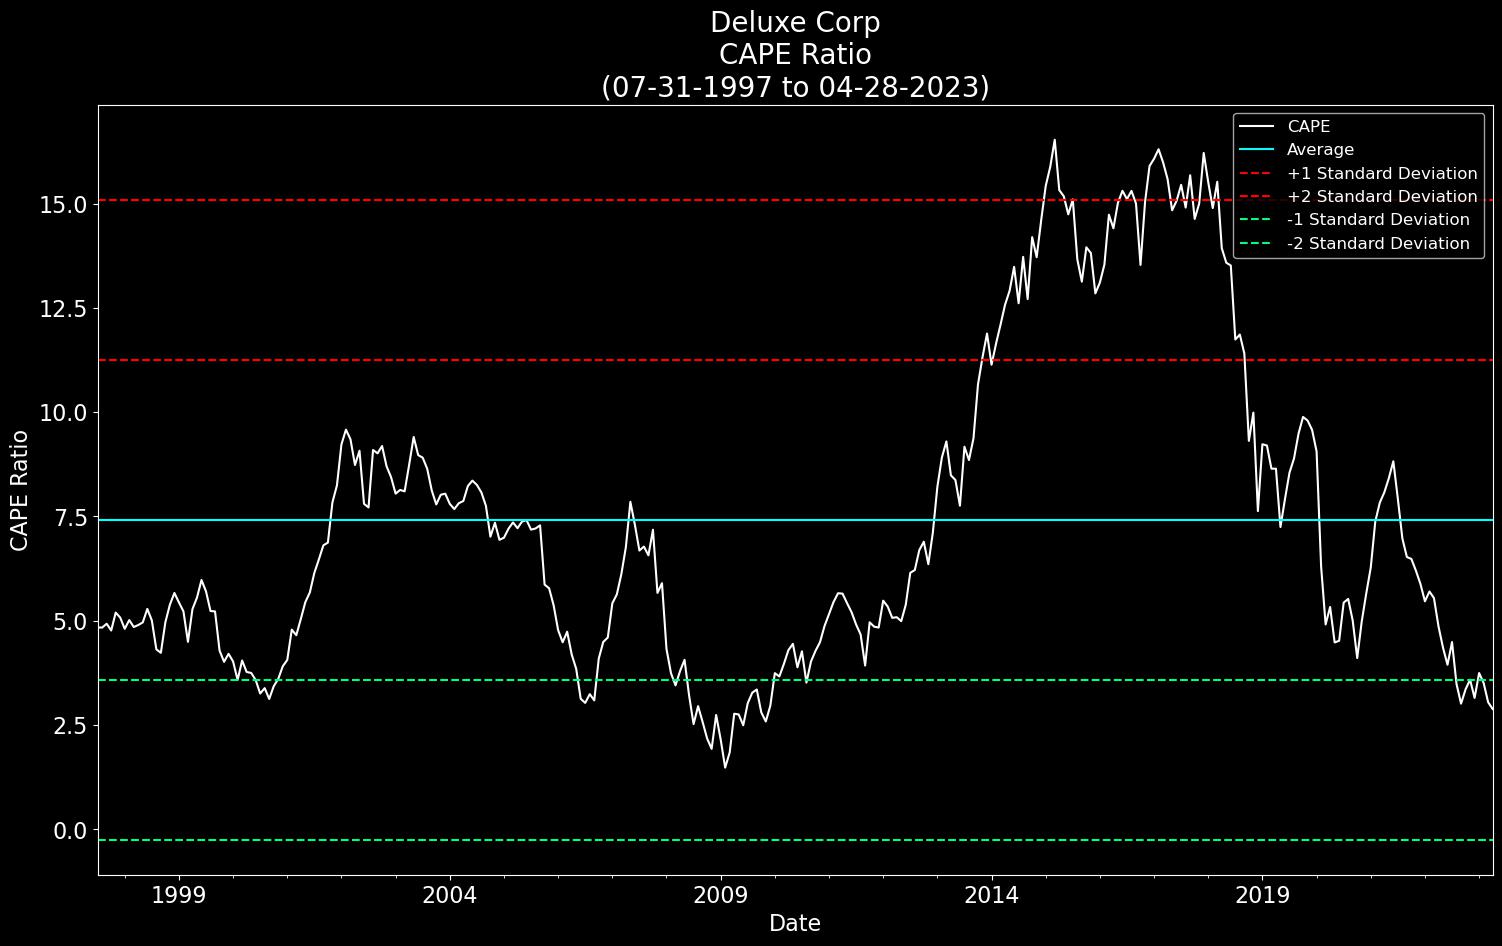 Deluxe Corp
CAPE Ratio
(07-31-1997 to 04-28-2023)
CAPE
Average
+1 Standard Deviation
+2 Standard Deviation
-1 Standard Deviation
-2 Standard Deviation
15.0
12.5
10.0
7.5
5.0
2.5
0.0
CAPE Ratio
1999
2004
2009
2014
2019
Date